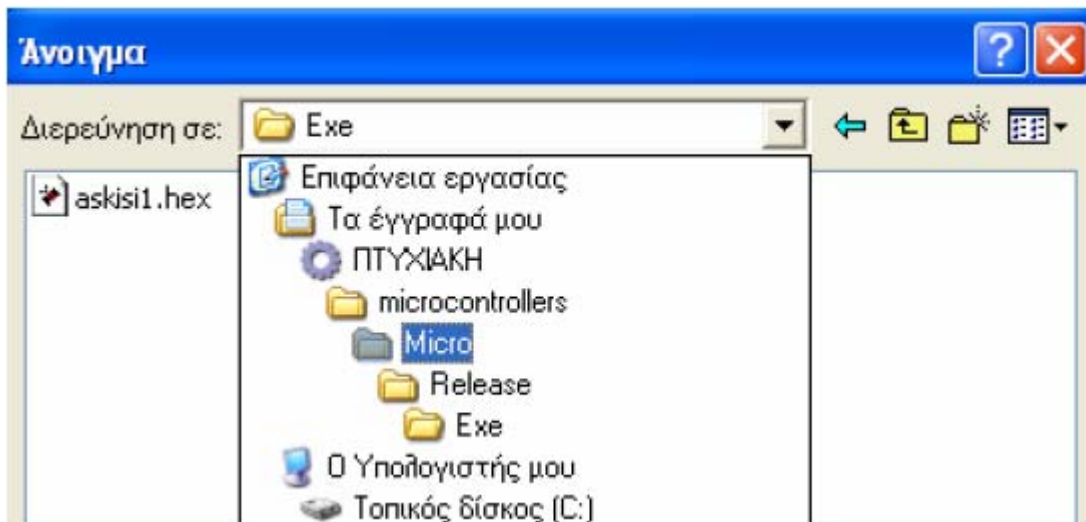 Άνοιγμα
Διερεύνηση σε: Exe
askisi1.hex
Επιφάνεια εργασίας
Τα έγγραφά μου
ΠΤΥΧΙΑΚΗ
microcontrollers
Micro
Release
Exe
Ο Υπολογιστής μου
Τοπικός δίσκος (C:)